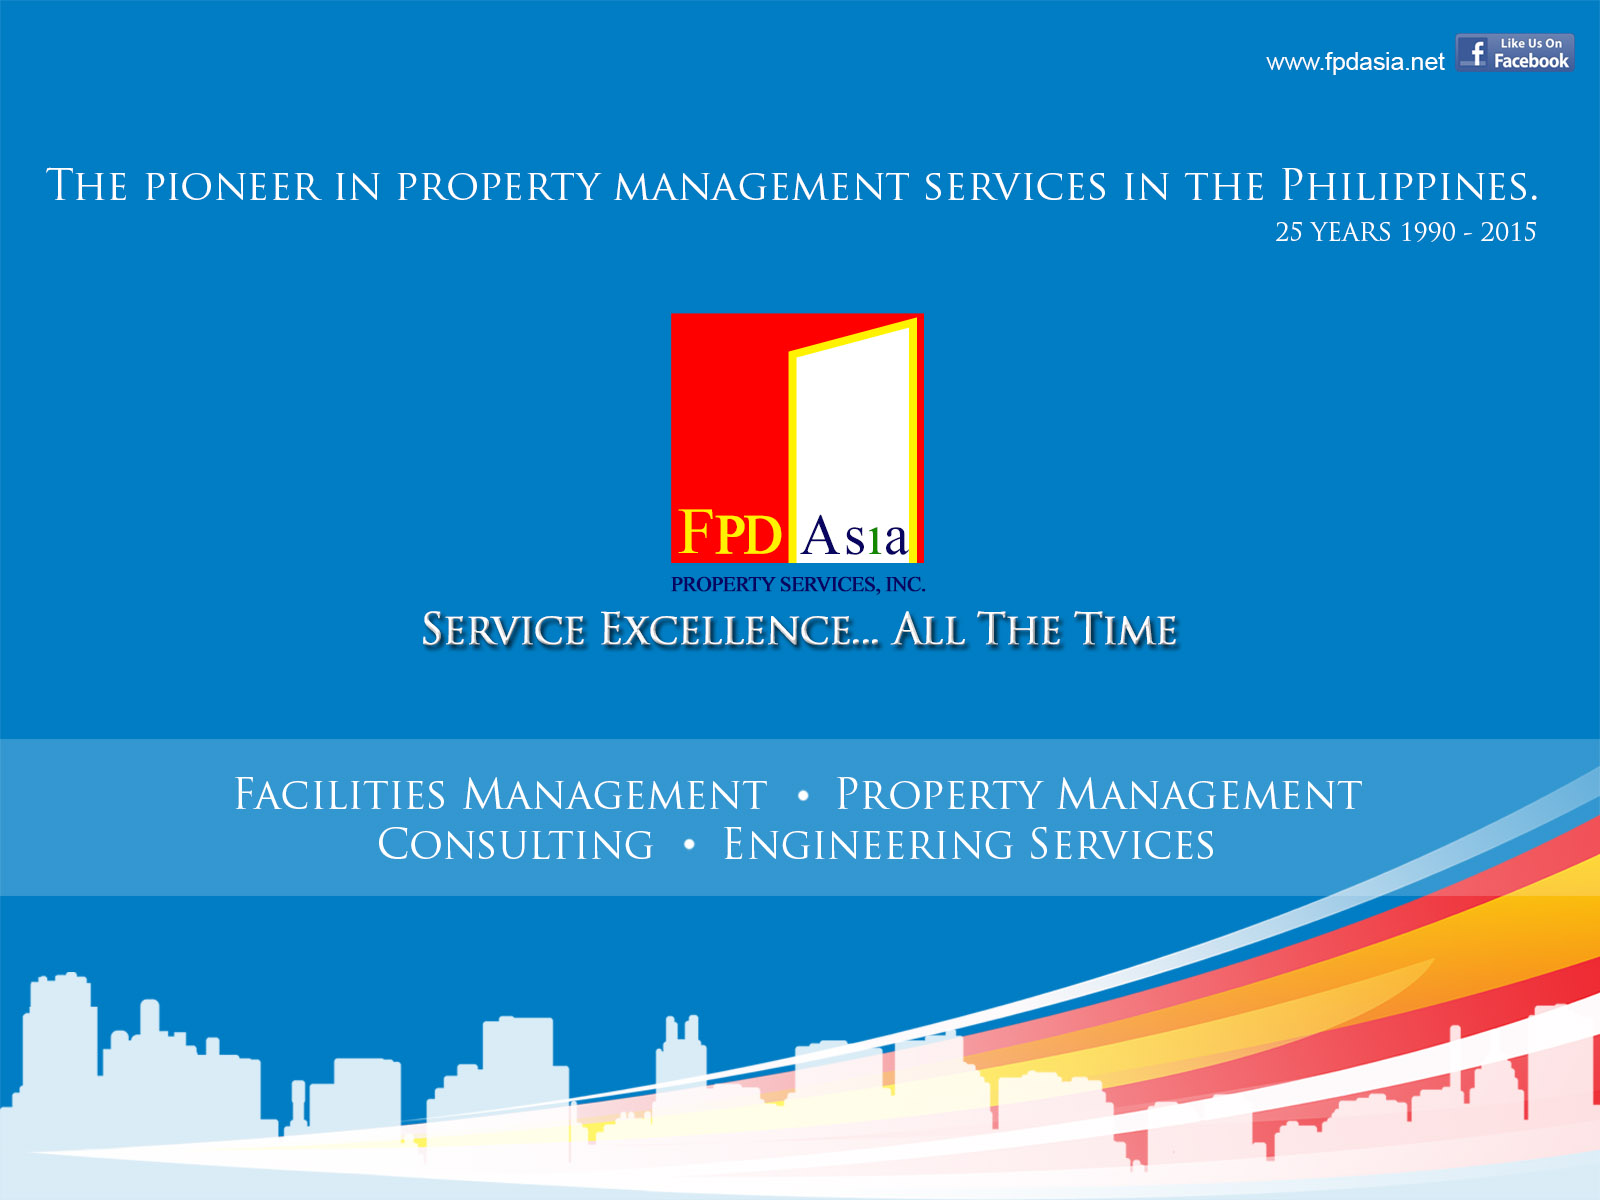 www.fpdasia.net
f Like Us On
Facebook
THE PIONEER IN PROPERTY MANAGEMENT SERVICES IN THE PHILIPPINES.
25 YEARS 1990 - 2015
FPD Asia
PROPERTY SERVICES, INC.
SERVICE EXCELLENCE... ALL THE TIME
FACILITIES MANAGEMENT • PROPERTY MANAGEMENT
CONSULTING • ENGINEERING SERVICES